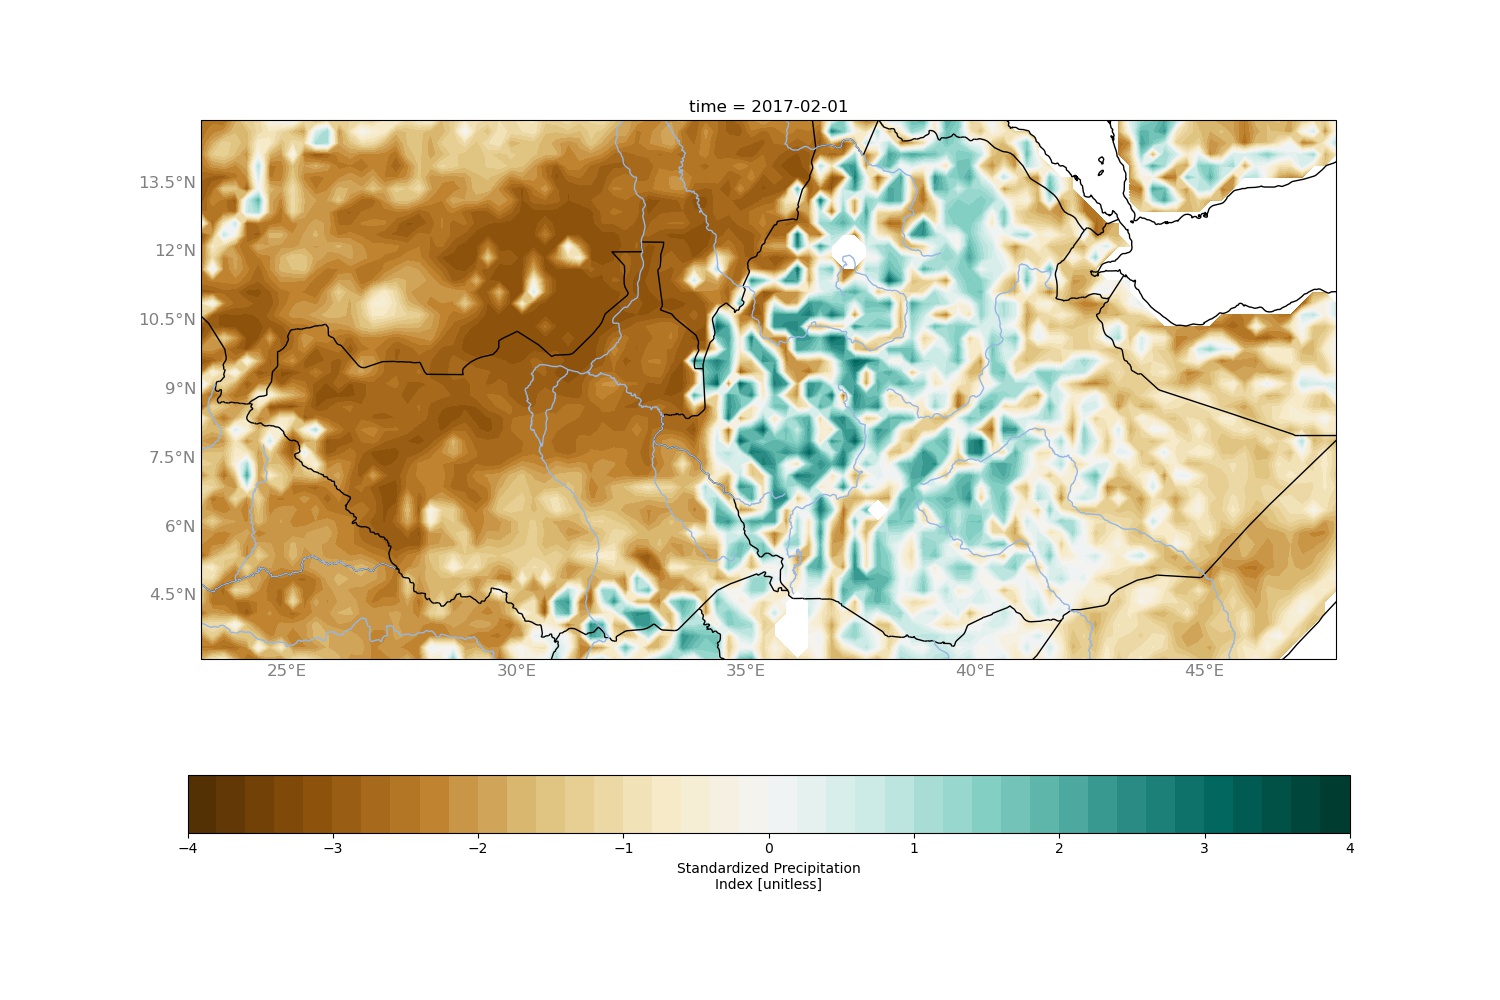 time = 2017-02-01
13.5°N
12°N
10.5°N
9°N
7.5°N
6°N
4.5°N
25°E 30°E 35°E 40°E 45°E
−4 −3 −2 −1 0 1 2 3 4
Standardized Precipitation
Index [unitless]